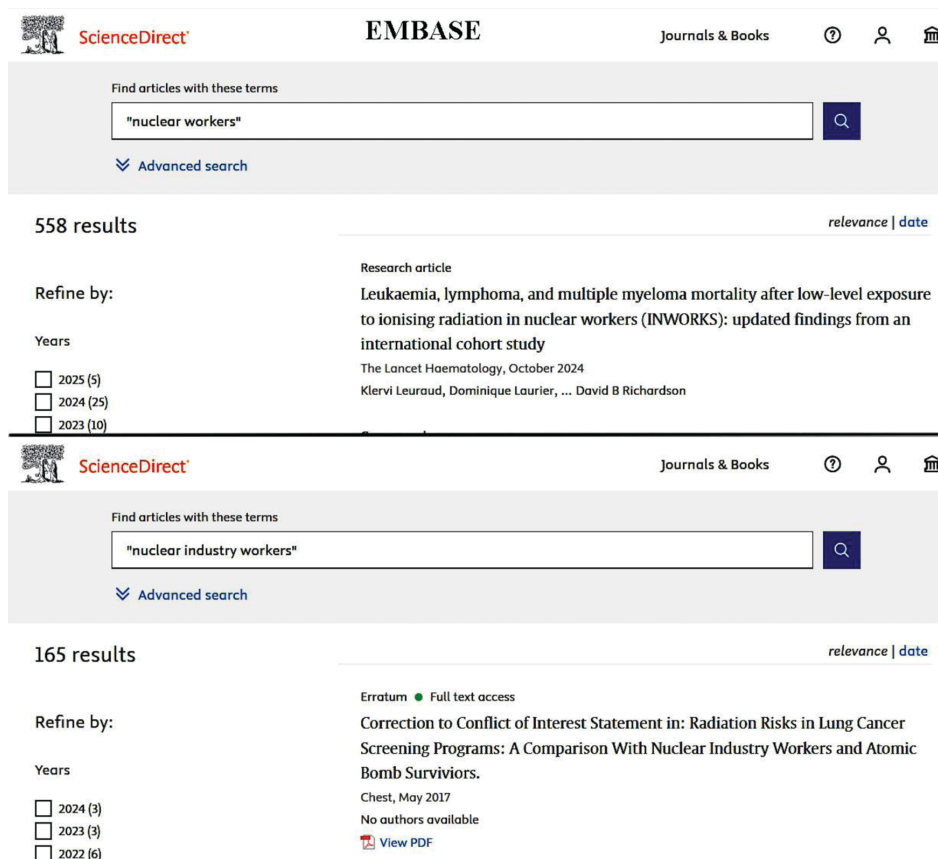 ScienceDirect®
EMBASE
Journals & Books
Find articles with these terms
"nuclear workers"
Advanced search
558 results
relevance | date
Refine by:
Years
2025 (5)
2024 (25)
2023 (10)
Research article
Leukaemia, lymphoma, and multiple myeloma mortality after low-level exposure
to ionising radiation in nuclear workers (INWORKS): updated findings from an
international cohort study
The Lancet Haematology, October 2024
Klervi Leuraud, Dominique Laurier, ... David B Richardson
ScienceDirect®
Journals & Books
Find articles with these terms
"nuclear industry workers"
Advanced search
165 results
relevance | date
Refine by:
Years
2024 (3)
2023 (3)
2022 (6)
Erratum ● Full text access
Correction to Conflict of Interest Statement in: Radiation Risks in Lung Cancer
Screening Programs: A Comparison With Nuclear Industry Workers and Atomic
Bomb Surviviors.
Chest, May 2017
No authors available
View PDF